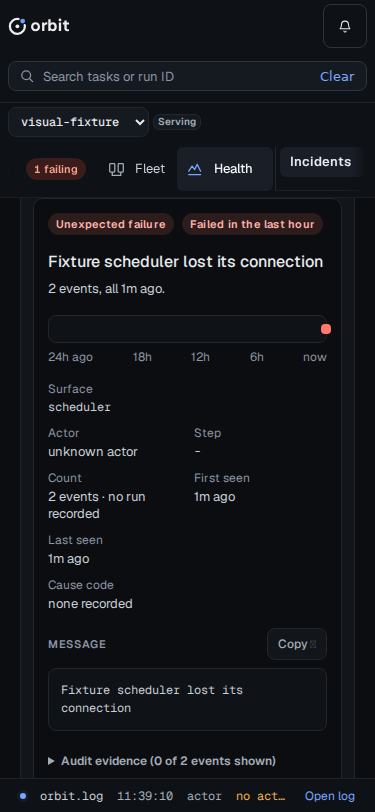 orbit
Search tasks or run ID Clear
visual-fixture Serving
1 failing Fleet Health Incidents
Unexpected failure Failed in the last hour
Fixture scheduler lost its connection
2 events, all 1m ago.
24h ago 18h 12h 6h now
Surface
scheduler
Actor Step
unknown actor -
Count First seen
2 events · no run 1m ago
recorded
Last seen
1m ago
Cause code
none recorded
MESSAGE Copy
Fixture scheduler lost its
connection
Audit evidence (0 of 2 events shown)
orbit.log 11:39:10 actor no act… Open log